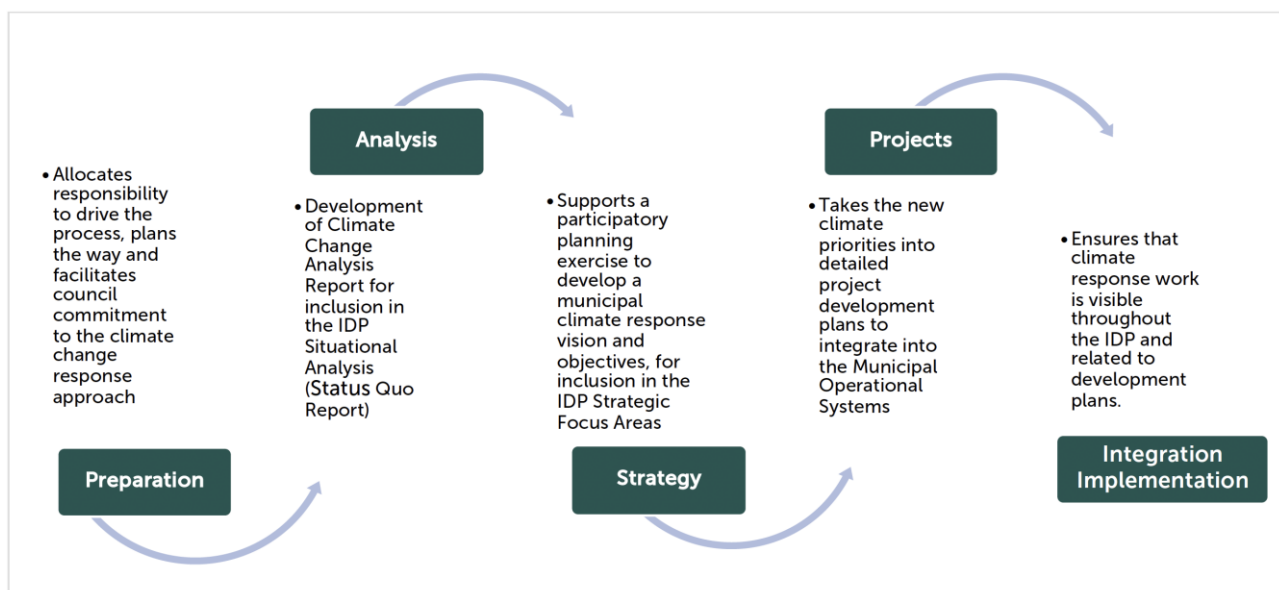 • Allocates
responsibility
to drive the
process, plans
the way and
facilitates
council
commitment
to the climate
change
response
approach
Preparation
Analysis
• Development
of Climate
Change
Analysis
Report for
inclusion in
the IDP
Situational
Analysis
(Status Quo
Report)
• Supports a
participatory
planning
exercise to
develop a
municipal
climate response
vision and
objectives, for
inclusion in the
IDP Strategic
Focus Areas
Strategy
Projects
• Takes the new
climate
priorities into
detailed
project
development
plans to
integrate into
the Municipal
Operational
Systems
• Ensures that
climate
response work
is visible
throughout
the IDP and
related to
development
plans.
Integration
Implementation